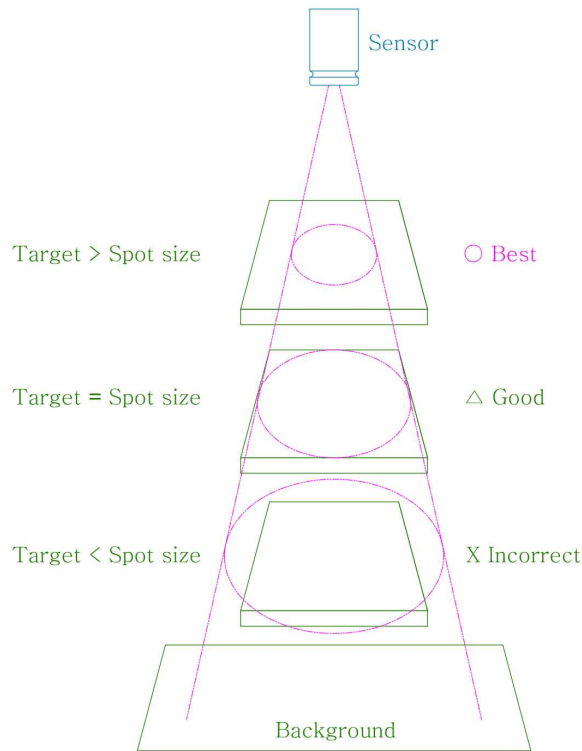 Sensor
Target > Spot size
○ Best
Target = Spot size
△ Good
Target < Spot size
X Incorrect
Background